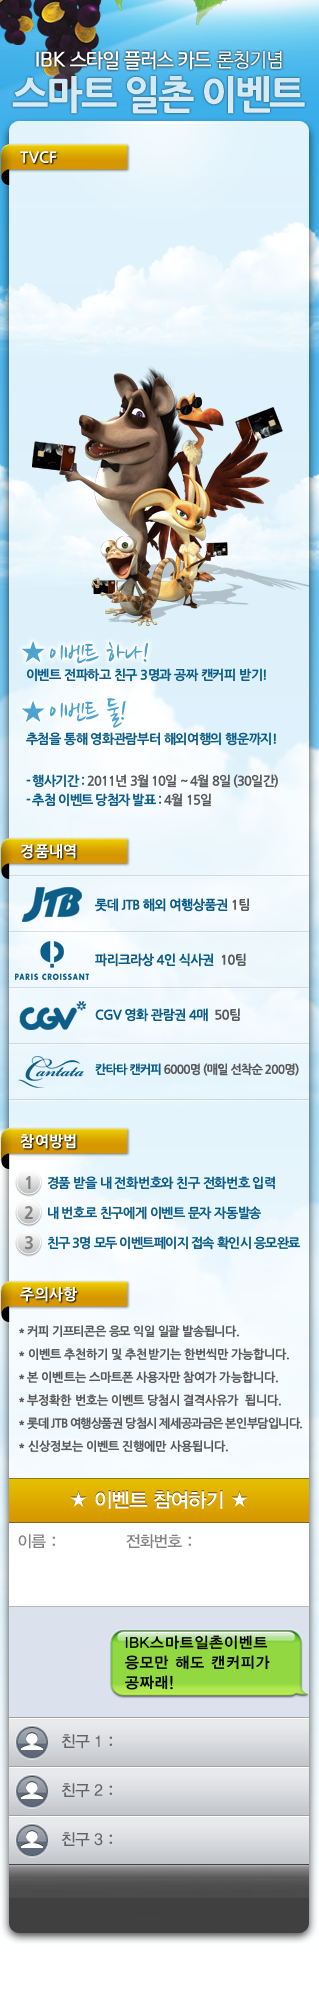 IBK 스타일 플러스 카드 론칭기념
스마트 일촌 이벤트
TVCF
★ 이벤트 하나!
이벤트 전파하고 친구 3명과 공짜 캔커피 받기!
★ 이벤트 둘!
추첨을 통해 영화관람부터 해외여행의 행운까지!
- 행사기간 : 2011년 3월 10일 ~ 4월 8일 (30일간)
- 추첨 이벤트 당첨자 발표 : 4월 15일
경품내역
JTB 롯데 JTB 해외 여행상품권 1팀
PARIS CROISSANT 파리크라상 4인 식사권 10팀
CGV CGV 영화 관람권 4매 50팀
Cantata 칸타타 캔커피 6000명 (매일 선착순 200명)
참여방법
1 경품 받을 내 전화번호와 친구 전화번호 입력
2 내 번호로 친구에게 이벤트 문자 자동발송
3 친구 3명 모두 이벤트페이지 접속 확인시 응모완료
주의사항
* 커피 기프티콘은 응모 익일 일괄 발송됩니다.
* 이벤트 추천하기 및 추천받기는 한번씩만 가능합니다.
* 본 이벤트는 스마트폰 사용자만 참여가 가능합니다.
* 부정확한 번호는 이벤트 당첨시 결격사유가 됩니다.
* 롯데 JTB 여행상품권 당첨시 제세공과금은 본인부담입니다.
* 신상정보는 이벤트 진행에만 사용됩니다.
★ 이벤트 참여하기 ★
이름 : 전화번호 :
IBK스마트일촌이벤트
응모만 해도 캔커피가
공짜래!
친구 1 :
친구 2 :
친구 3 :